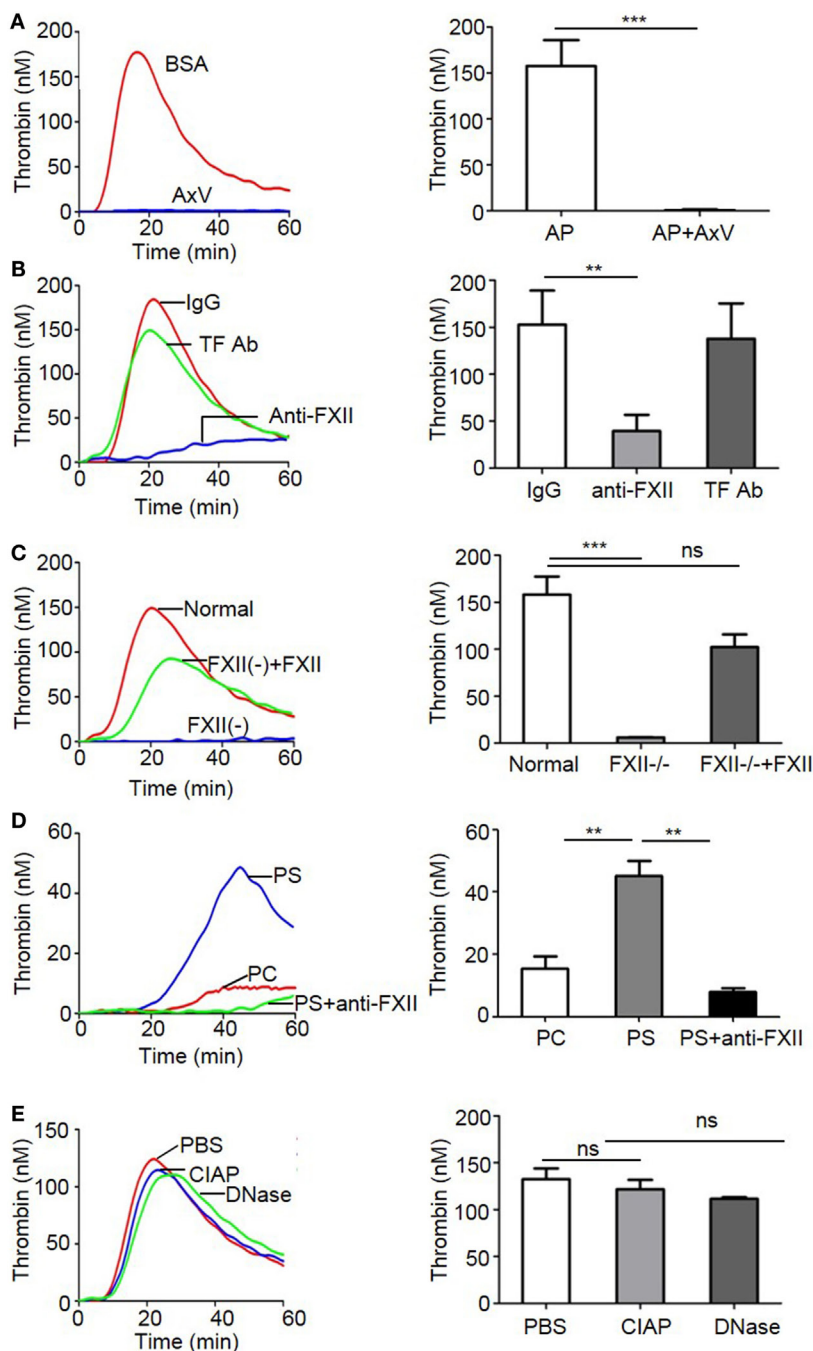 A
Thrombin (nM)
200
150
100
50
0
BSA
AxV
0 20 40 60
Time (min)
Thrombin (nM)
200
150
100
50
0
***
AP AP+AxV
B
Thrombin (nM)
200
150
100
50
0
IgG
TF Ab
Anti-FXII
0 20 40 60
Time (min)
Thrombin (nM)
200
150
100
50
0
**
IgG anti-FXII TF Ab
C
Thrombin (nM)
200
150
100
50
0
Normal
FXII(-)+FXII
FXII(-)
0 20 40 60
Time (min)
Thrombin (nM)
200
150
100
50
0
*** ns
Normal FXII-/- FXII-/-+FXII
D
Thrombin (nM)
60
40
20
0
PS
PC
PS+anti-FXII
0 20 40 60
Time (min)
Thrombin (nM)
60
40
20
0
** **
PC PS PS+anti-FXII
E
Thrombin (nM)
150
100
50
0
PBS
CIAP
DNase
0 20 40 60
Time (min)
Thrombin (nM)
200
150
100
50
0
ns
ns
PBS CIAP DNase